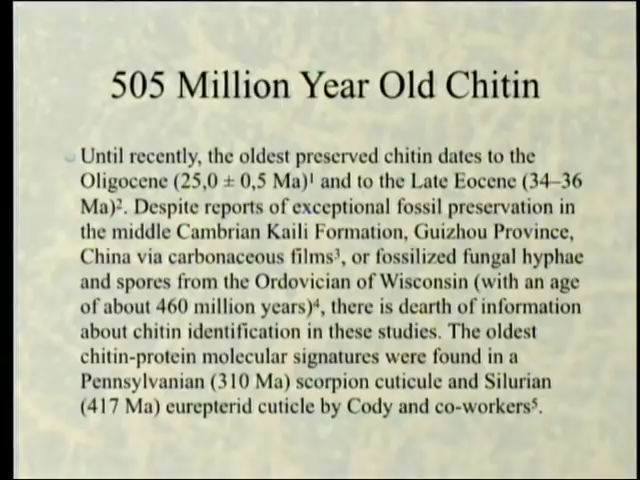 505 Million Year Old Chitin
Until recently, the oldest preserved chitin dates to the
Oligocene (25,0 ± 0,5 Ma)¹ and to the Late Eocene (34–36
Ma)². Despite reports of exceptional fossil preservation in
the middle Cambrian Kaili Formation, Guizhou Province,
China via carbonaceous films³, or fossilized fungal hyphae
and spores from the Ordovician of Wisconsin (with an age
of about 460 million years)⁴, there is dearth of information
about chitin identification in these studies. The oldest
chitin-protein molecular signatures were found in a
Pennsylvanian (310 Ma) scorpion cuticule and Silurian
(417 Ma) eurepterid cuticle by Cody and co-workers⁵.